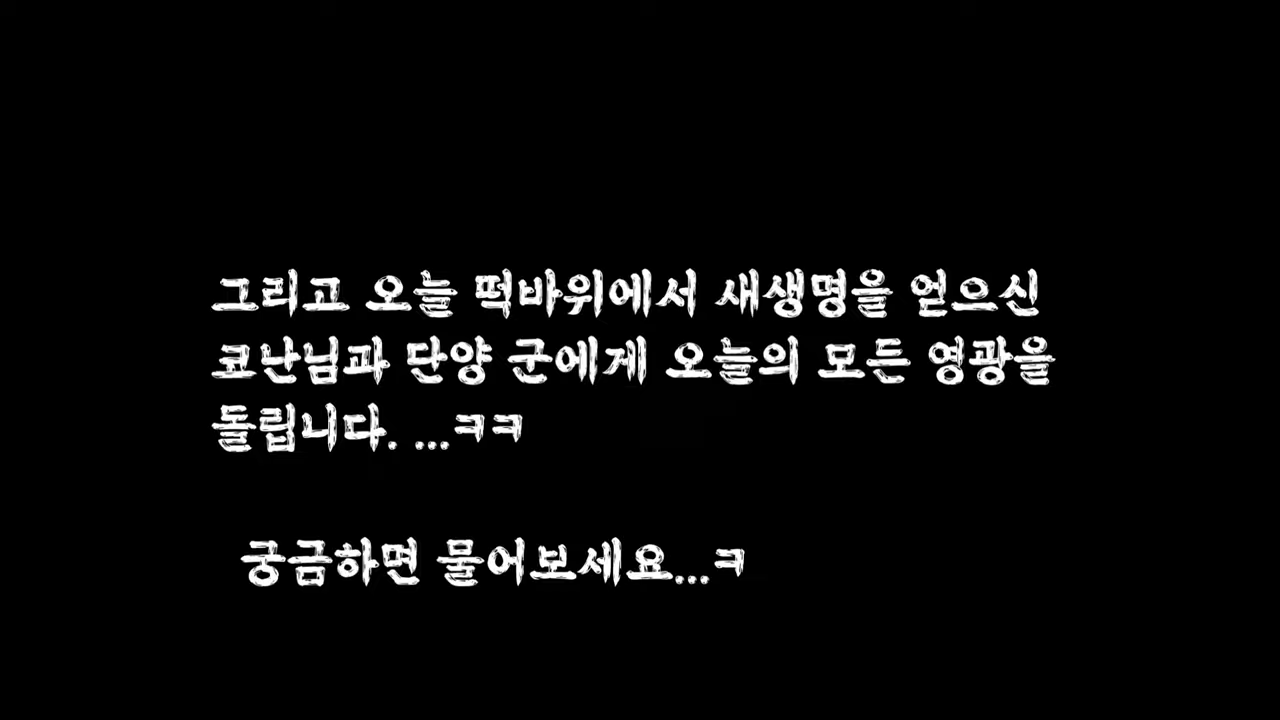 그리고 오늘 떡바위에서 새생명을 얻으신
코난님과 단양 군에게 오늘의 모든 영광을
돌립니다. ...ㅋㅋ
궁금하면 물어보세요...ㅋ